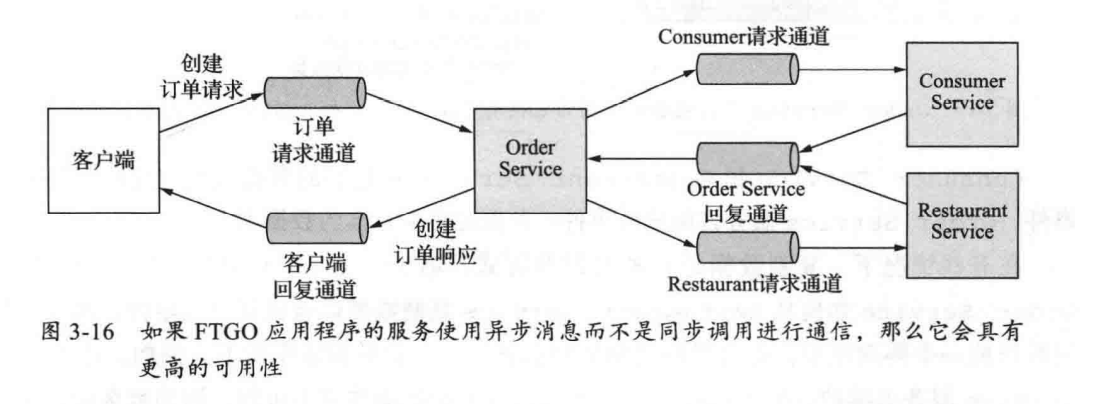 Consumer请求通道
创建
订单请求
Consumer
Service
订单
请求通道
客户端
Order
Service
Order Service
回复通道
Restaurant
Service
创建
订单响应
客户端
回复通道
Restaurant请求通道
图 3-16 如果 FTGO 应用程序的服务使用异步消息而不是同步调用进行通信，那么它会具有
更高的可用性